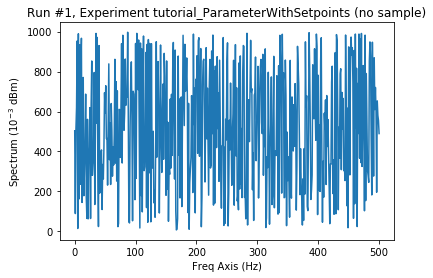 Run #1, Experiment tutorial_ParameterWithSetpoints (no sample)
1000
800
600
400
200
0
Spectrum (10⁻³ dBm)
0 100 200 300 400 500
Freq Axis (Hz)